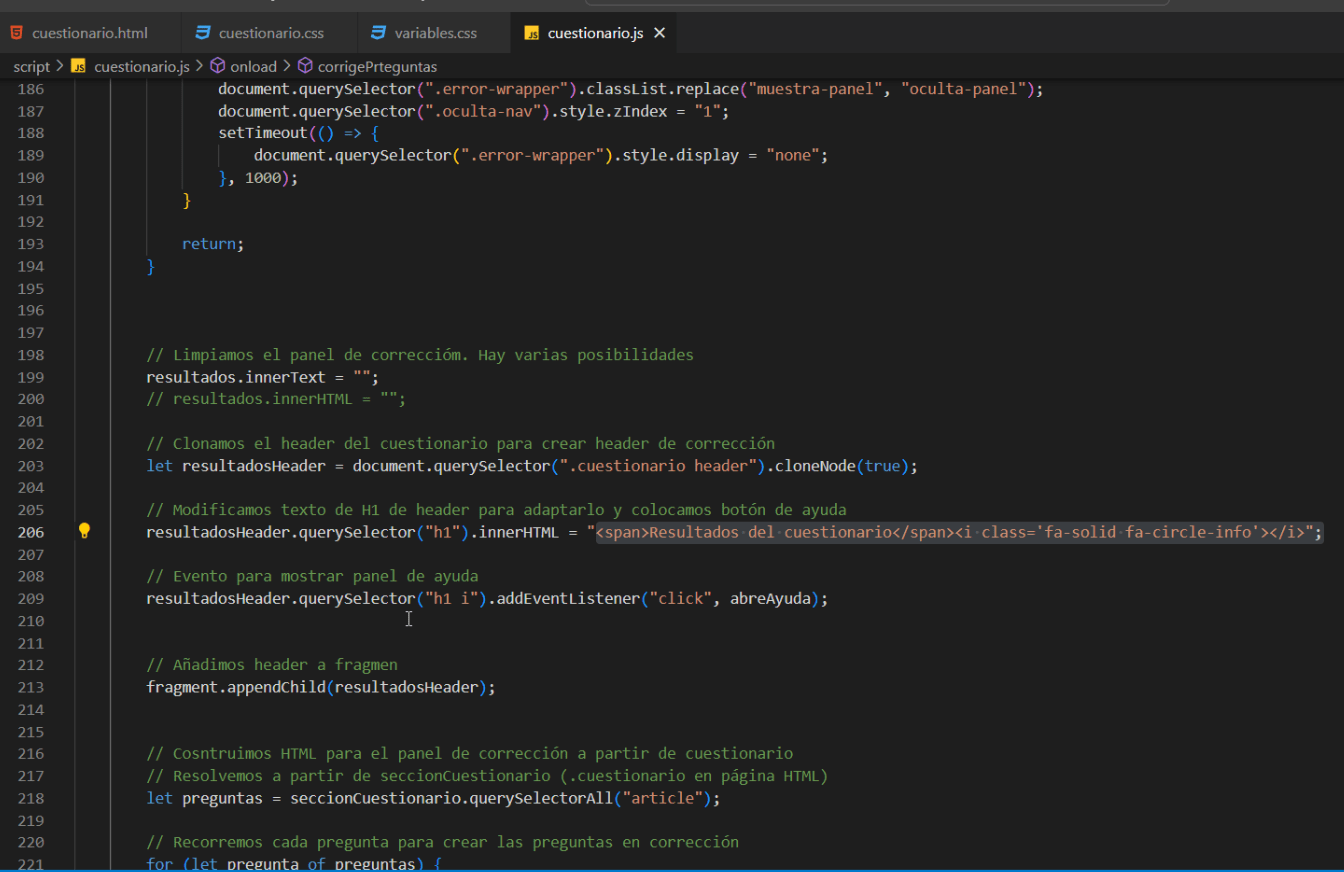 cuestionario.html cuestionario.css variables.css JS cuestionario.js ✕
script > JS cuestionario.js > onload > corrigePrteguntas
186 document.querySelector(".error-wrapper").classList.replace("muestra-panel", "oculta-panel");
187 document.querySelector(".oculta-nav").style.zIndex = "1";
188 setTimeout(() => {
189 document.querySelector(".error-wrapper").style.display = "none";
190 }, 1000);
191 }
192
193 return;
194 }
195
196
197
198 // Limpiamos el panel de correccióm. Hay varias posibilidades
199 resultados.innerText = "";
200 // resultados.innerHTML = "";
201
202 // Clonamos el header del cuestionario para crear header de corrección
203 let resultadosHeader = document.querySelector(".cuestionario header").cloneNode(true);
204
205 // Modificamos texto de H1 de header para adaptarlo y colocamos botón de ayuda
206 resultadosHeader.querySelector("h1").innerHTML = "<span>Resultados del cuestionario</span><i class='fa-solid fa-circle-info'></i>";
207
208 // Evento para mostrar panel de ayuda
209 resultadosHeader.querySelector("h1 i").addEventListener("click", abreAyuda);
210
211
212 // Añadimos header a fragmen
213 fragment.appendChild(resultadosHeader);
214
215
216 // Cosntruimos HTML para el panel de corrección a partir de cuestionario
217 // Resolvemos a partir de seccionCuestionario (.cuestionario en página HTML)
218 let preguntas = seccionCuestionario.querySelectorAll("article");
219
220 // Recorremos cada pregunta para crear las preguntas en corrección
221 for (let pregunta of preguntas) {